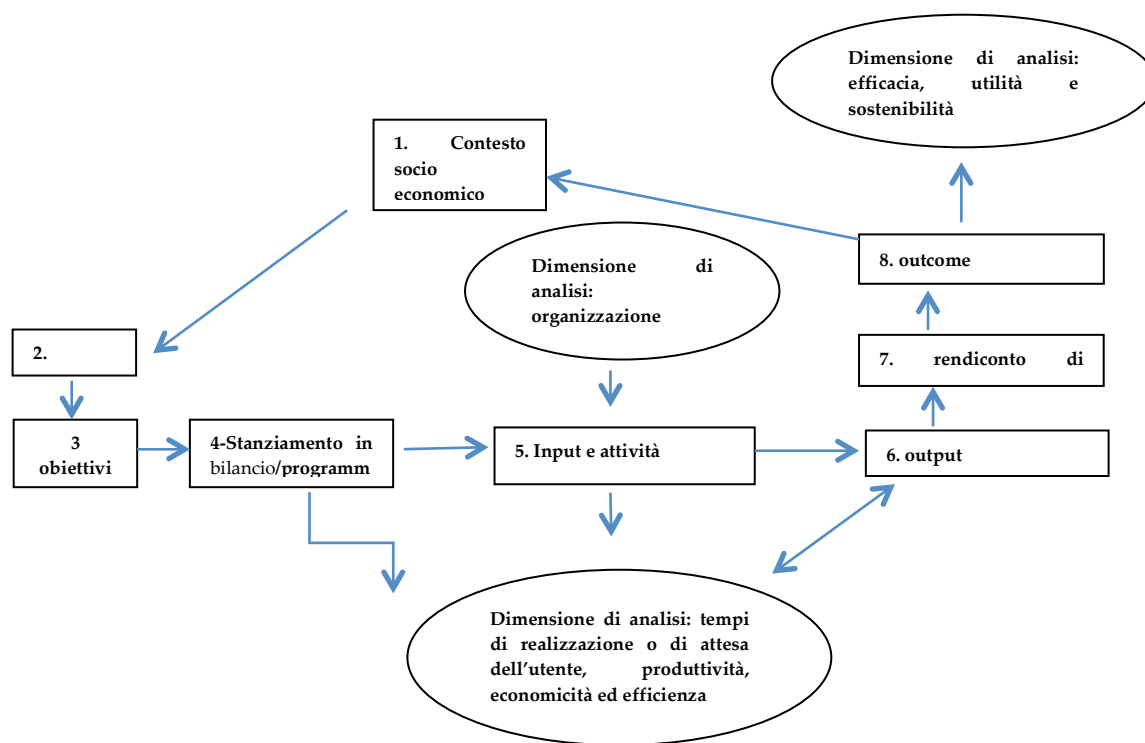 Dimensione di analisi:
efficacia, utilità e
sostenibilità
1. Contesto
socio
economico
Dimensione di
analisi:
organizzazione
8. outcome
2.
7. rendiconto di
3
obiettivi
4-Stanziamento in
bilancio/programm
5. Input e attività
6. output
Dimensione di analisi: tempi
di realizzazione o di attesa
dell’utente, produttività,
economicità ed efficienza